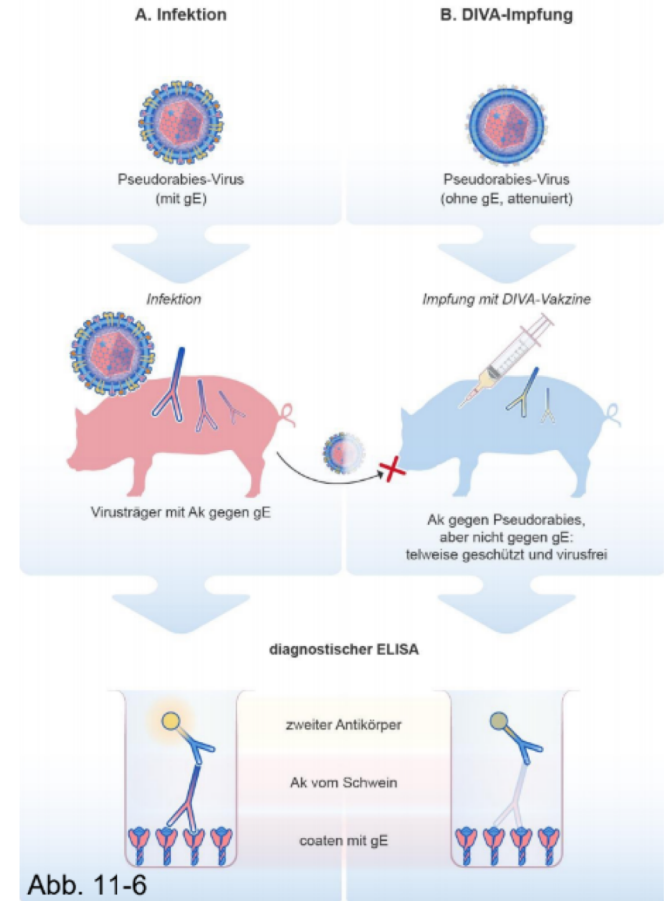 A. Infektion
B. DIVA-Impfung
Pseudorabies-Virus
(mit gE)
Pseudorabies-Virus
(ohne gE, attenuiert)
Infektion
Impfung mit DIVA-Vakzine
Virusträger mit Ak gegen gE
Ak gegen Pseudorabies,
aber nicht gegen gE:
telweise geschützt und virusfrei
diagnostischer ELISA
zweiter Antikörper
Ak vom Schwein
coaten mit gE
Abb. 11-6